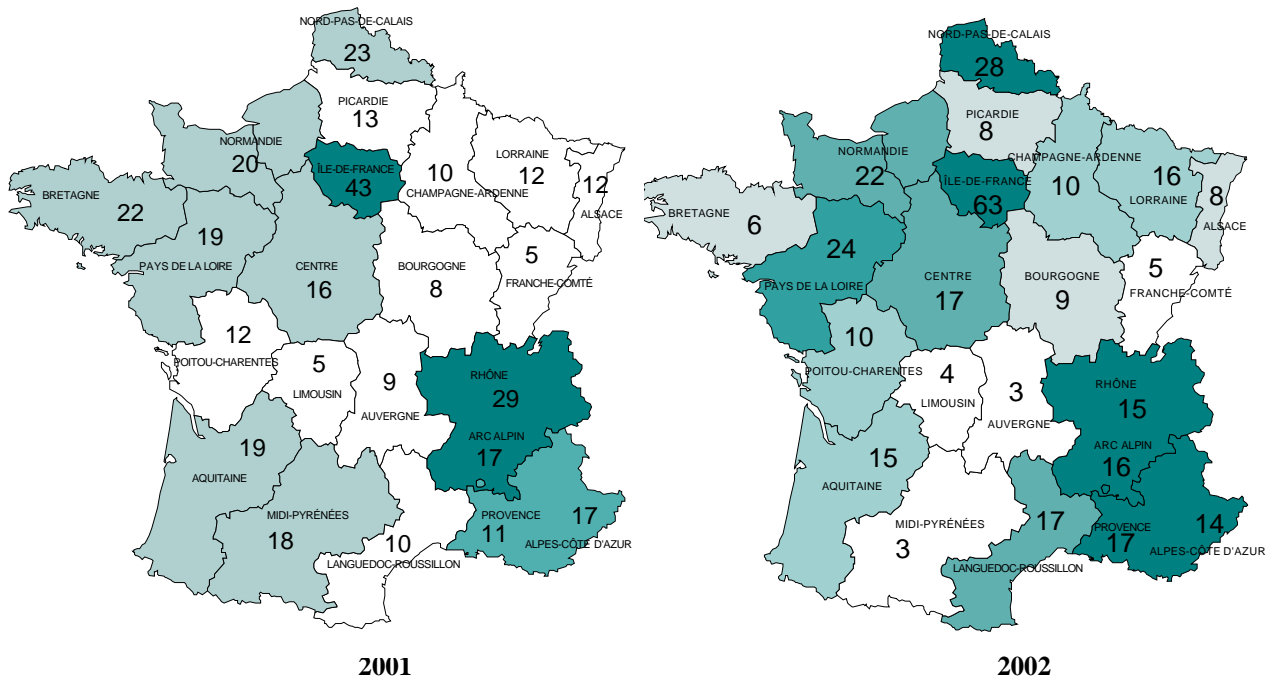 NORD-PAS-DE-CALAIS
23
PICARDIE
13
NORMANDIE
20
ÎLE-DE-FRANCE
43
10
CHAMPAGNE-ARDENNE
LORRAINE
12
12
ALSACE
BRETAGNE
22
19
PAYS DE LA LOIRE
CENTRE
16
BOURGOGNE
8
5
FRANCHE-COMTÉ
12
POITOU-CHARENTES
5
LIMOUSIN
9
AUVERGNE
RHÔNE
29
ARC ALPIN
17
19
AQUITAINE
MIDI-PYRÉNÉES
18
10
LANGUEDOC-ROUSSILLON
PROVENCE
11
17
ALPES-CÔTE D'AZUR
2001
NORD-PAS-DE-CALAIS
28
PICARDIE
8
NORMANDIE
22
ÎLE-DE-FRANCE
63
CHAMPAGNE-ARDENNE
10
16
LORRAINE
8
ALSACE
BRETAGNE
6
24
PAYS DE LA LOIRE
CENTRE
17
BOURGOGNE
9
5
FRANCHE-COMTÉ
10
POITOU-CHARENTES
4
LIMOUSIN
3
AUVERGNE
RHÔNE
15
ARC ALPIN
16
15
AQUITAINE
MIDI-PYRÉNÉES
3
17
LANGUEDOC-ROUSSILLON
PROVENCE
17
14
ALPES-CÔTE D'AZUR
2002